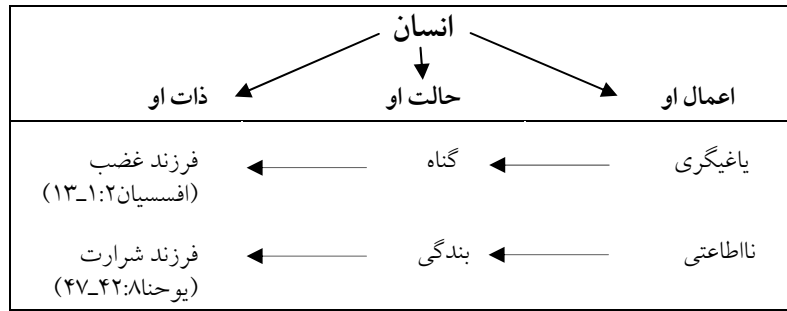 انسان
اعمال او حالت او ذات او
یاغیگری گناه فرزند غضب
(افسسیان۱:۲_۱۳)
نااطاعتی بندگی فرزند شرارت
(یوحنا۴۲:۸_۴۷)